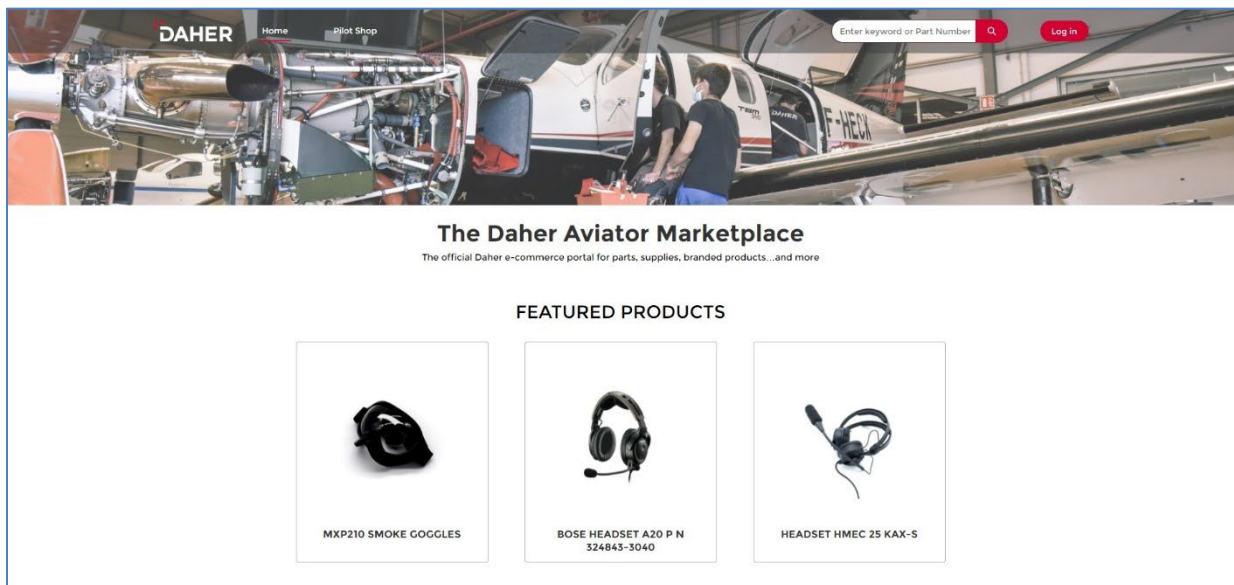 DAHER
Home
Pilot Shop
Enter keyword or Part Number
Log in
DAHER
F-HECK
The Daher Aviator Marketplace
The official Daher e-commerce portal for parts, supplies, branded products...and more
FEATURED PRODUCTS
MXP210 SMOKE GOGGLES
BOSE HEADSET A20 P N
324843-3040
HEADSET HMEC 25 KAX-S